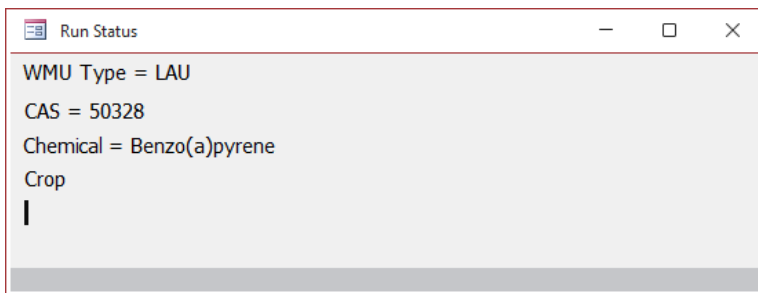 Run Status
WMU Type = LAU
CAS = 50328
Chemical = Benzo(a)pyrene
Crop